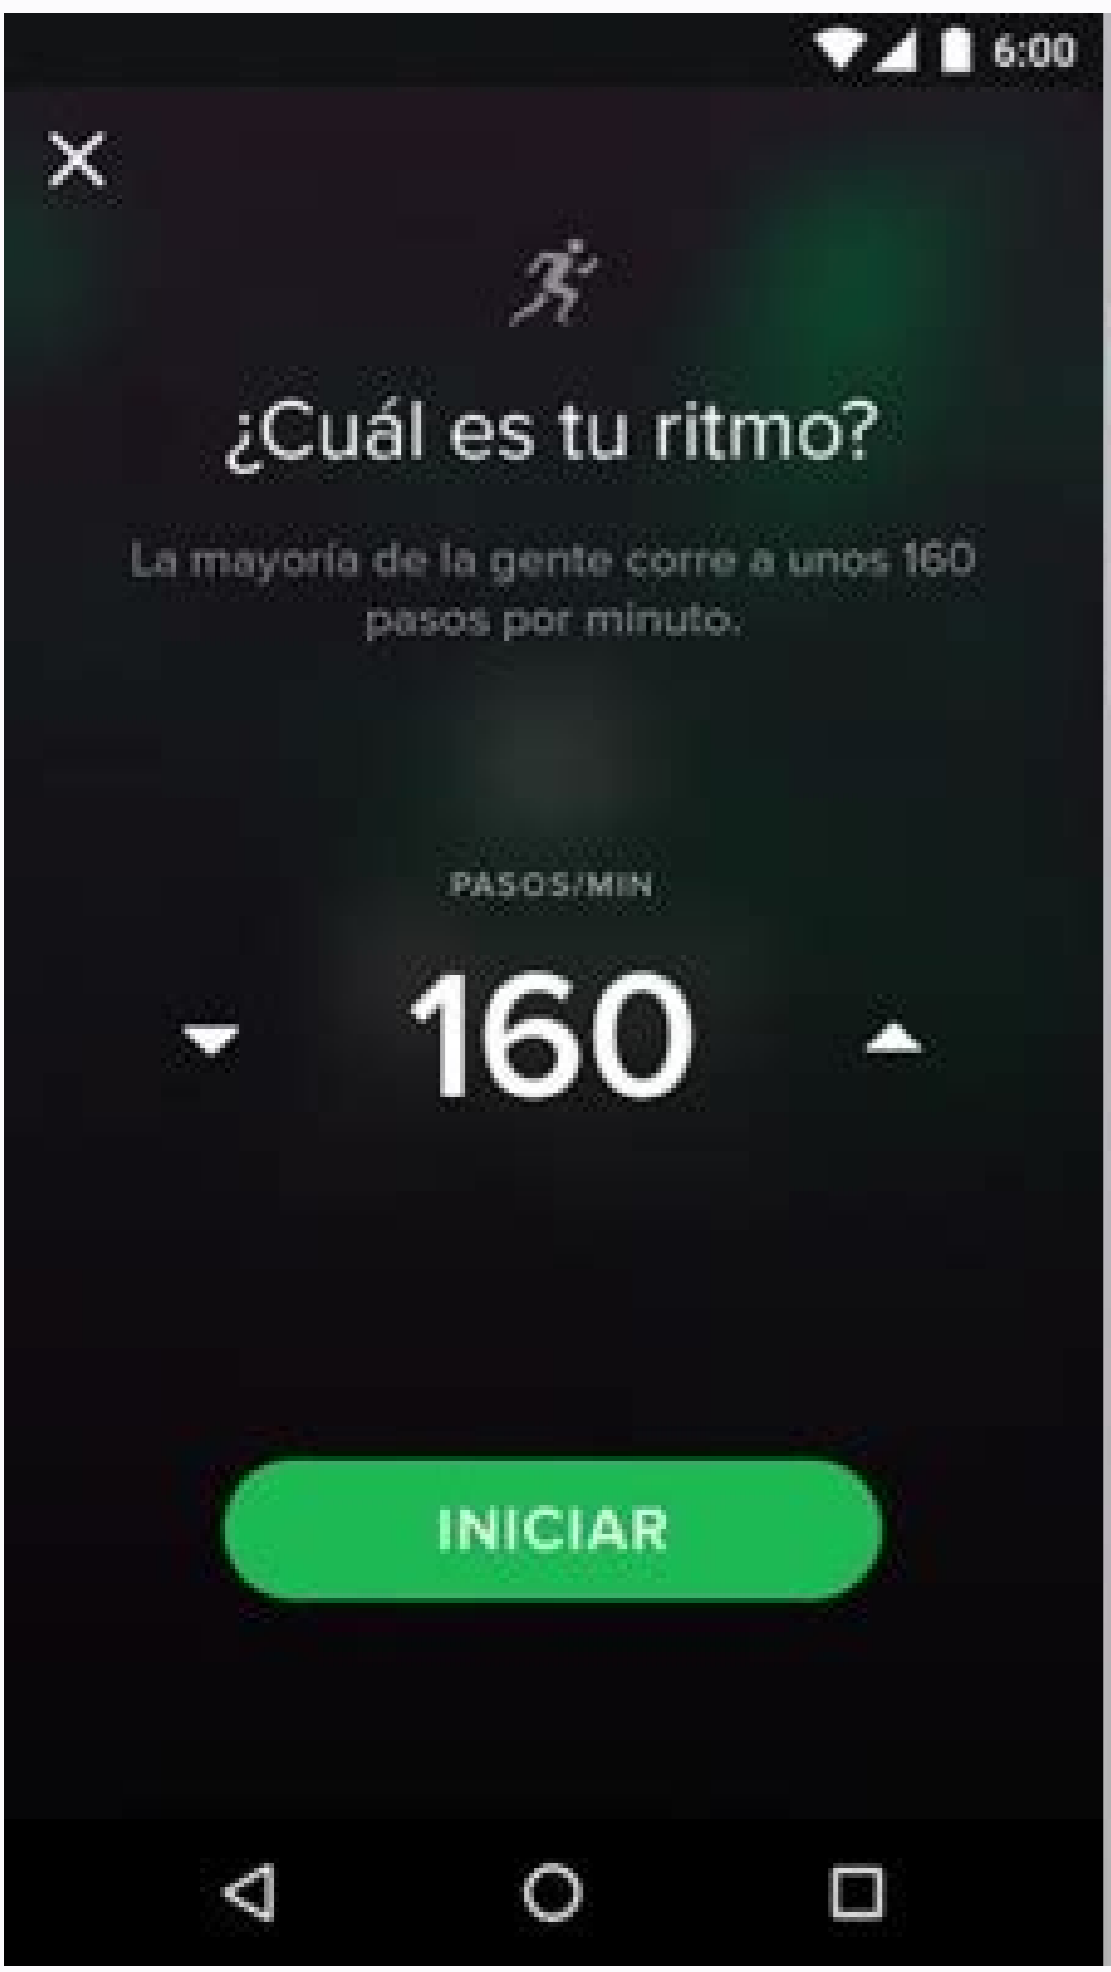 6:00
¿Cuál es tu ritmo?
La mayoría de la gente corre a unos 160
pasos por minuto.
PASOS/MIN
160
INICIAR